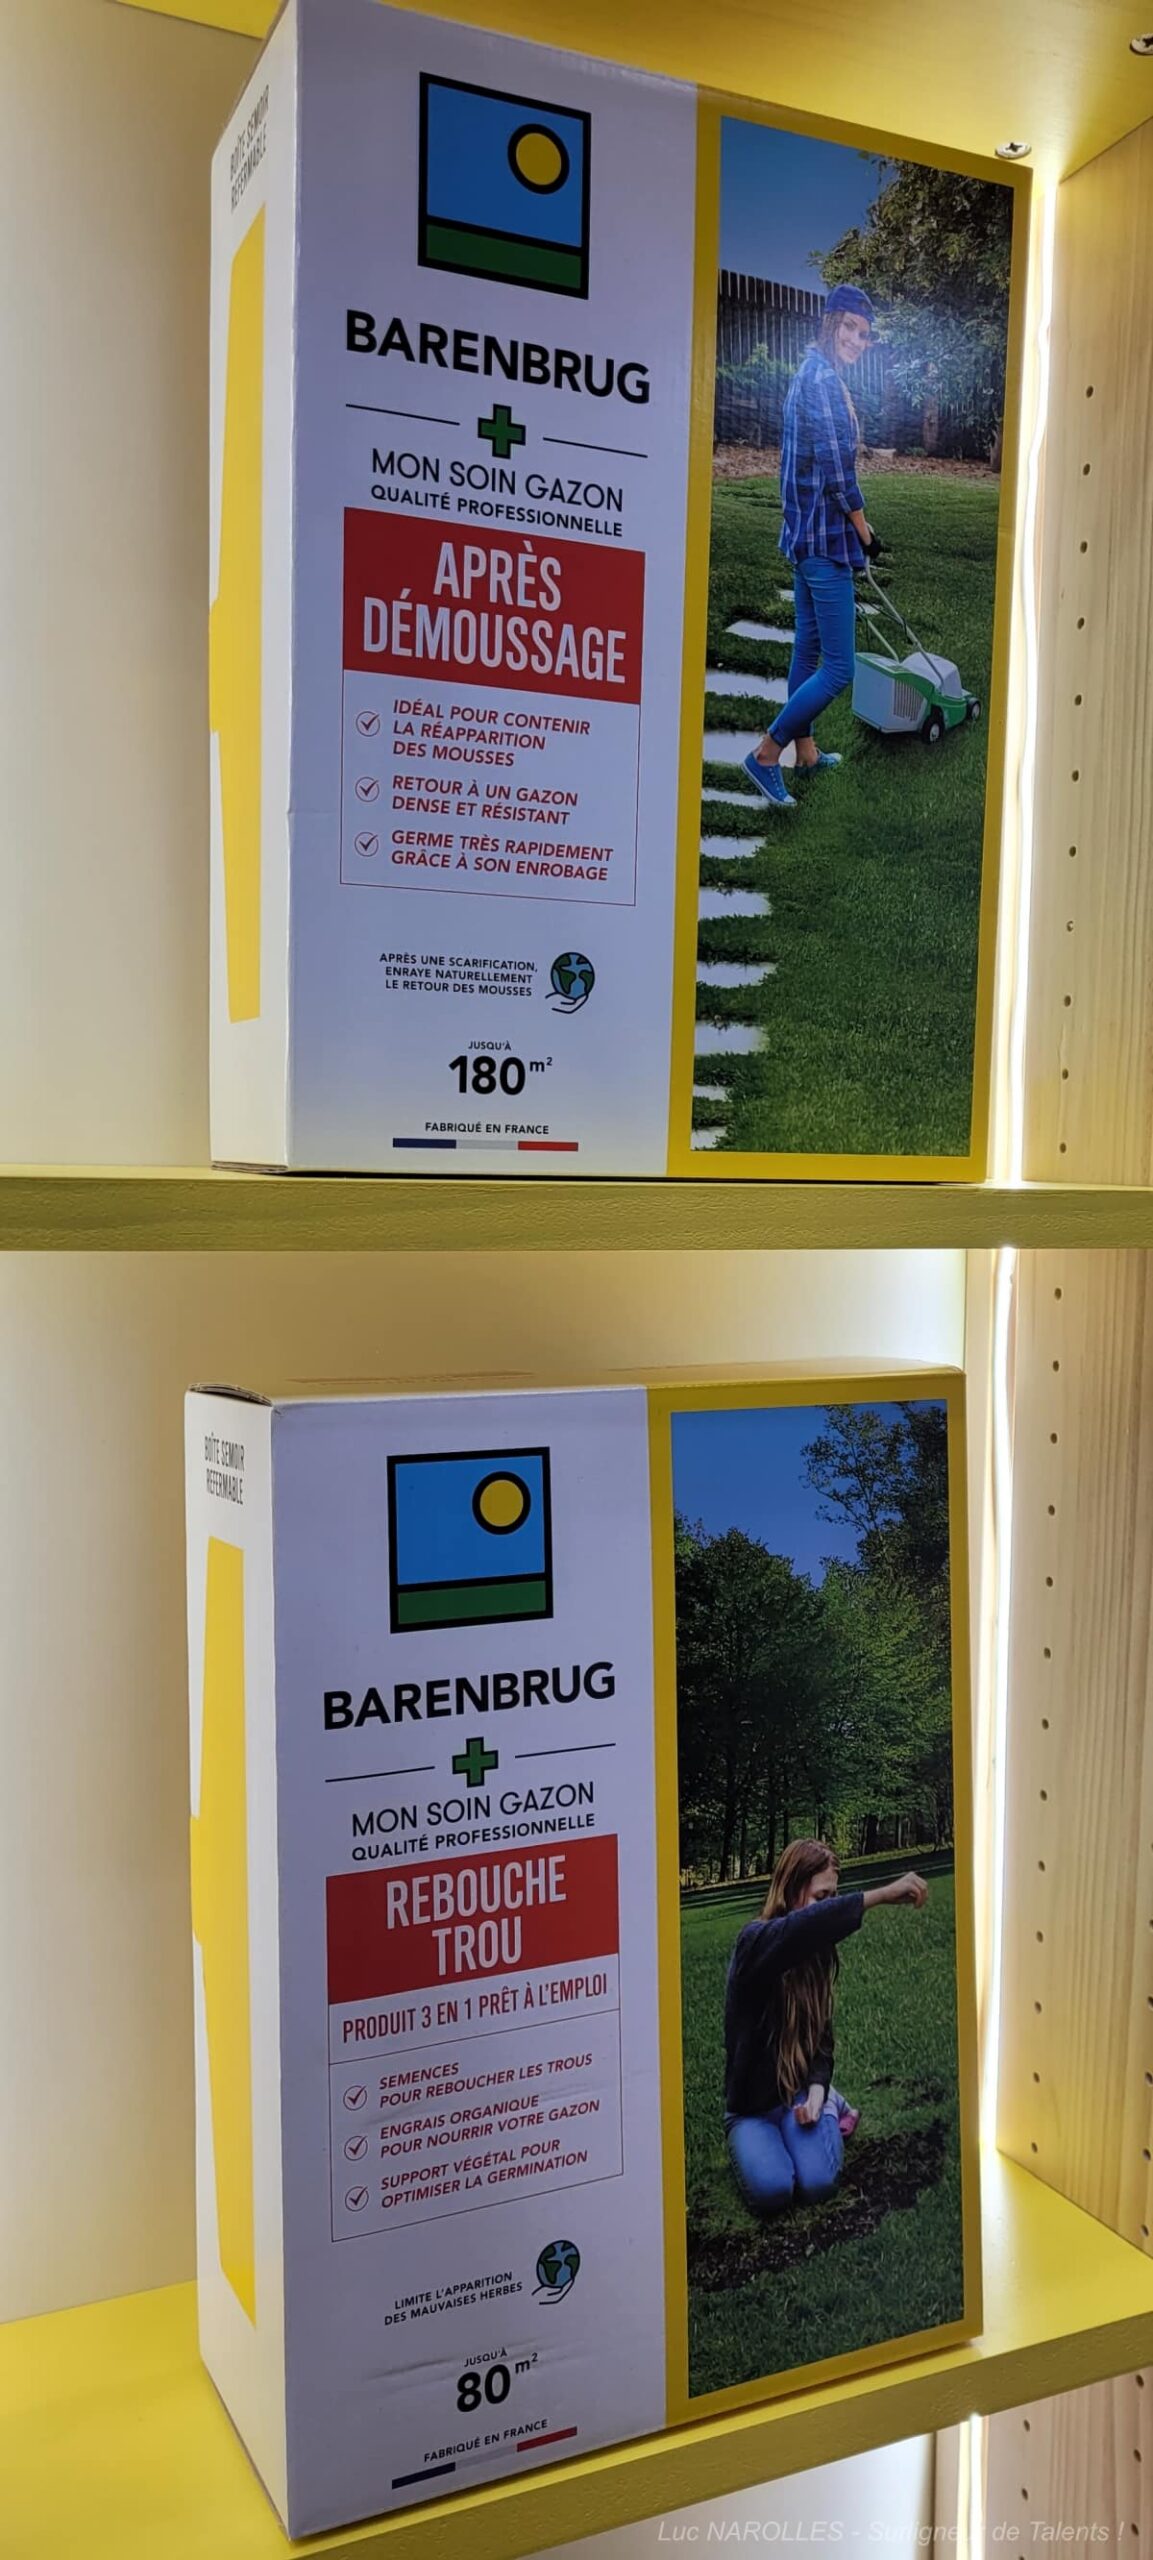 BOÎTE SEMOIR
REFERMABLE
BARENBRUG
MON SOIN GAZON
QUALITÉ PROFESSIONNELLE
APRÈS
DÉMOUSSAGE
IDÉAL POUR CONTENIR
LA RÉAPPARITION
DES MOUSSES
RETOUR À UN GAZON
DENSE ET RÉSISTANT
GERME TRÈS RAPIDEMENT
GRÂCE À SON ENROBAGE
APRÈS UNE SCARIFICATION,
ENRAYE NATURELLEMENT
LE RETOUR DES MOUSSES
JUSQU'À
180 m²
FABRIQUÉ EN FRANCE
BOÎTE SEMOIR
REFERMABLE
BARENBRUG
MON SOIN GAZON
QUALITÉ PROFESSIONNELLE
REBOUCHE
TROU
PRODUIT 3 EN 1 PRÊT À L'EMPLOI
SEMENCES
POUR REBOUCHER LES TROUS
ENGRAIS ORGANIQUE
POUR NOURRIR VOTRE GAZON
SUPPORT VÉGÉTAL POUR
OPTIMISER LA GERMINATION
LIMITE L'APPARITION
DES MAUVAISES HERBES
JUSQU'À
80 m²
FABRIQUÉ EN FRANCE
Luc NAROLLES - Surligneur de Talents !